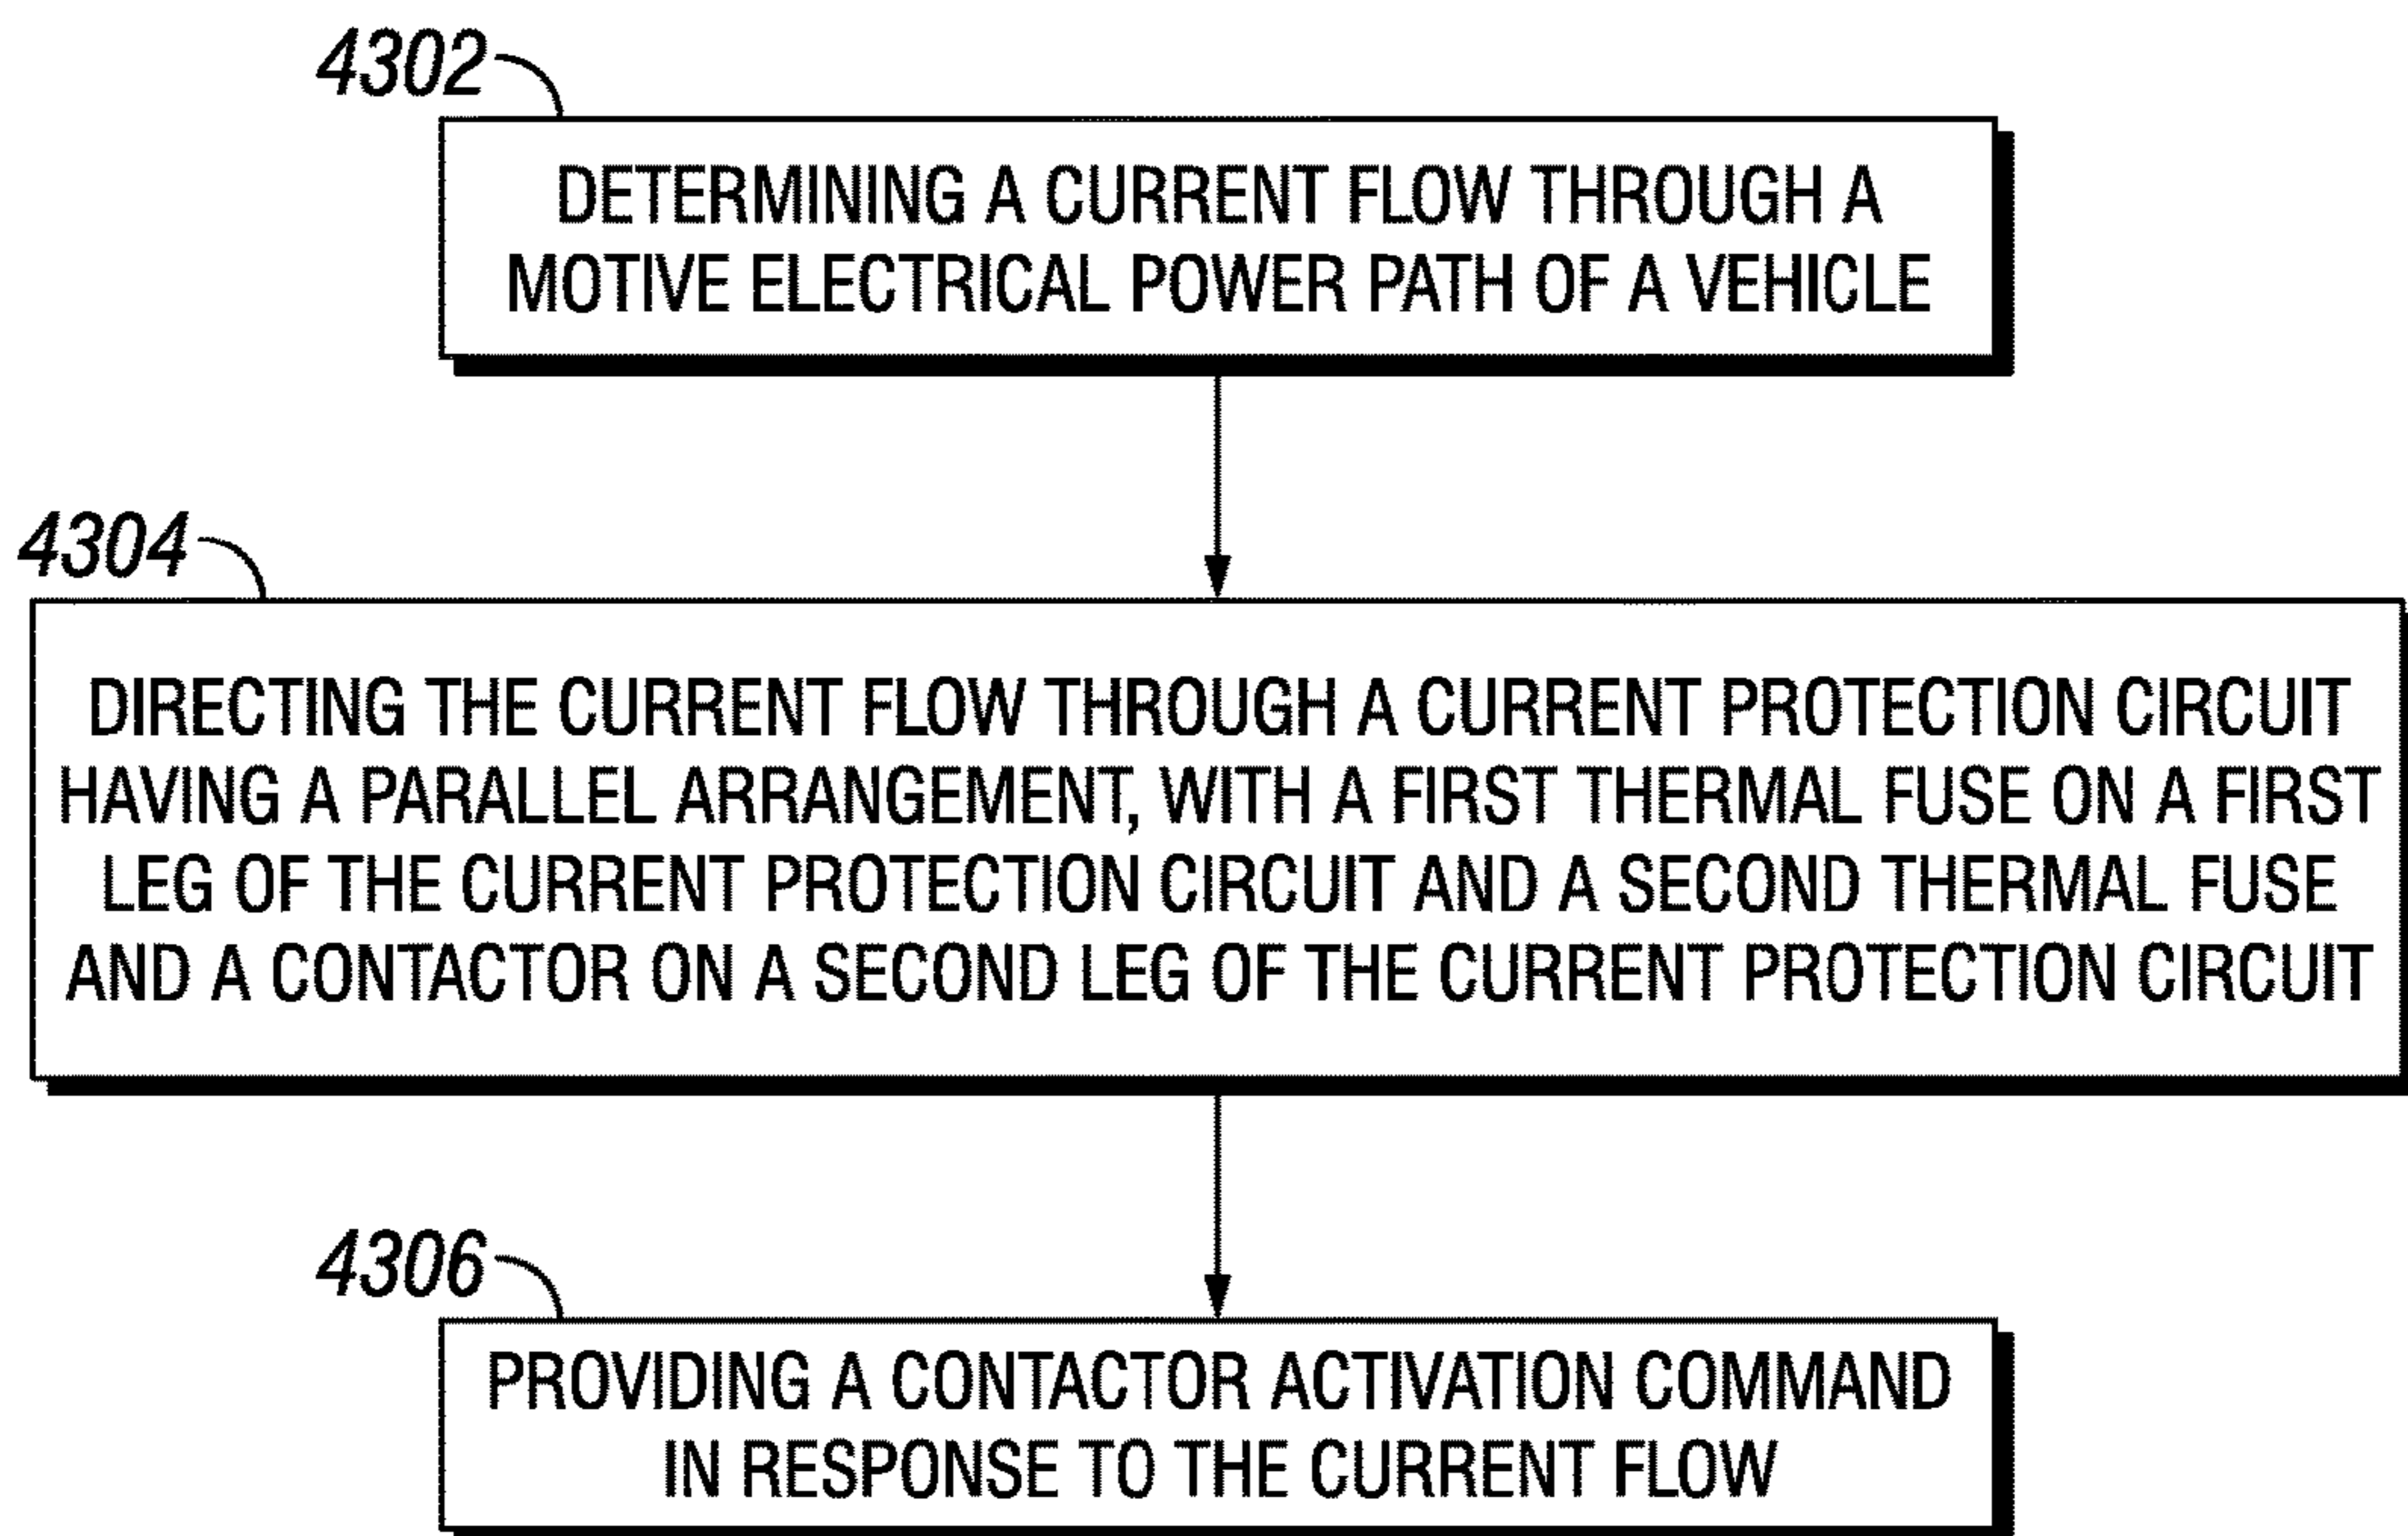 4302
DETERMINING A CURRENT FLOW THROUGH A
MOTIVE ELECTRICAL POWER PATH OF A VEHICLE
4304
DIRECTING THE CURRENT FLOW THROUGH A CURRENT PROTECTION CIRCUIT
HAVING A PARALLEL ARRANGEMENT, WITH A FIRST THERMAL FUSE ON A FIRST
LEG OF THE CURRENT PROTECTION CIRCUIT AND A SECOND THERMAL FUSE
AND A CONTACTOR ON A SECOND LEG OF THE CURRENT PROTECTION CIRCUIT
4306
PROVIDING A CONTACTOR ACTIVATION COMMAND
IN RESPONSE TO THE CURRENT FLOW